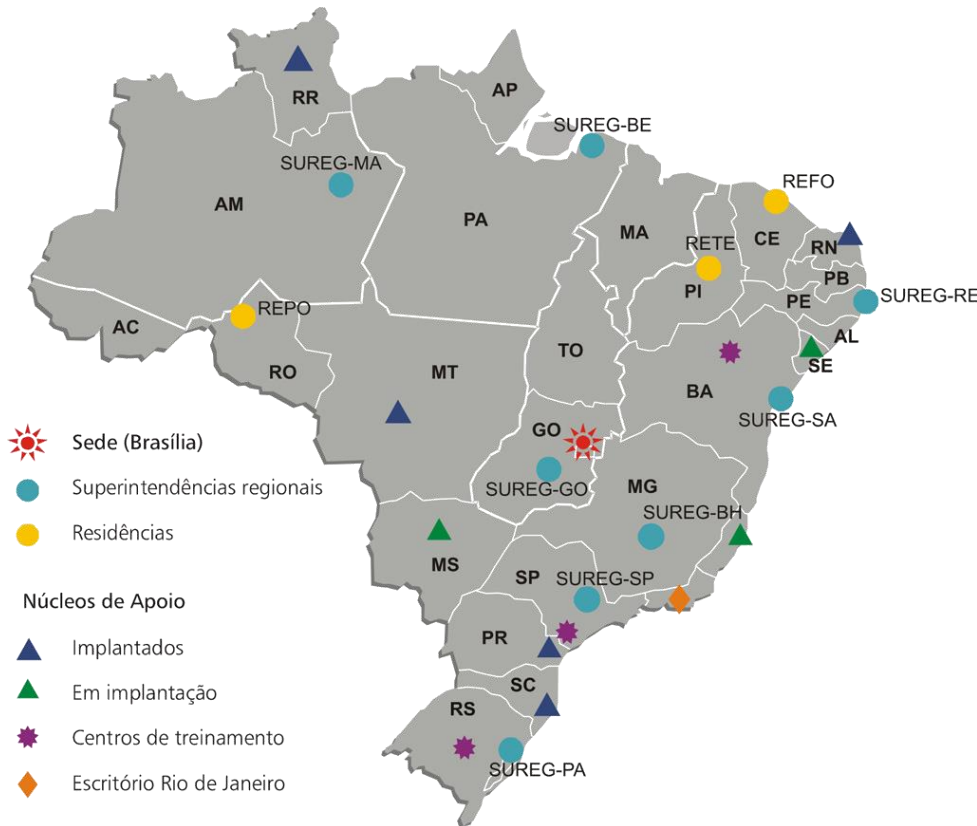 RR
AP
SUREG-BE
SUREG-MA
REFO
AM
PA
MA
RETE
CE
RN
PB
PI
PE
SUREG-RE
REPO
AL
AC
TO
SE
RO
MT
BA
SUREG-SA
GO
Sede (Brasília)
SUREG-GO
MG
Superintendências regionais
SUREG-BH
Residências
MS
SP
SUREG-SP
Núcleos de Apoio
PR
Implantados
SC
Em implantação
RS
Centros de treinamento
SUREG-PA
Escritório Rio de Janeiro